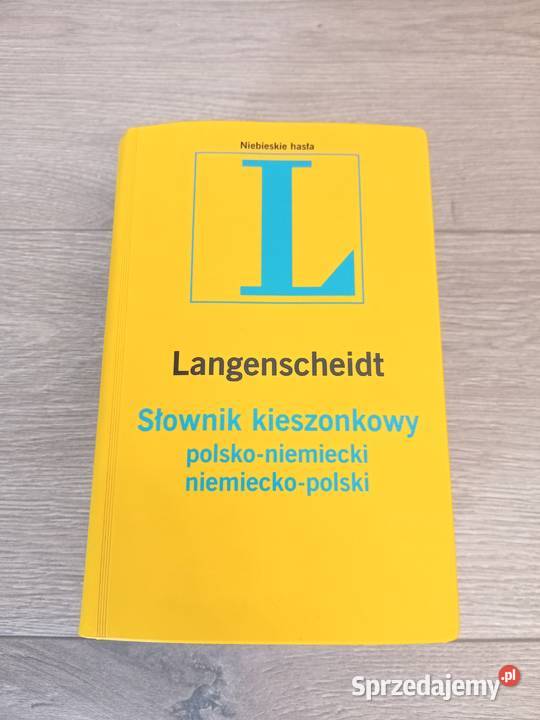 Niebieskie hasła
L
Langenscheidt
Słownik kieszonkowy
polsko-niemiecki
niemiecko-polski
Sprzedajemy.pl